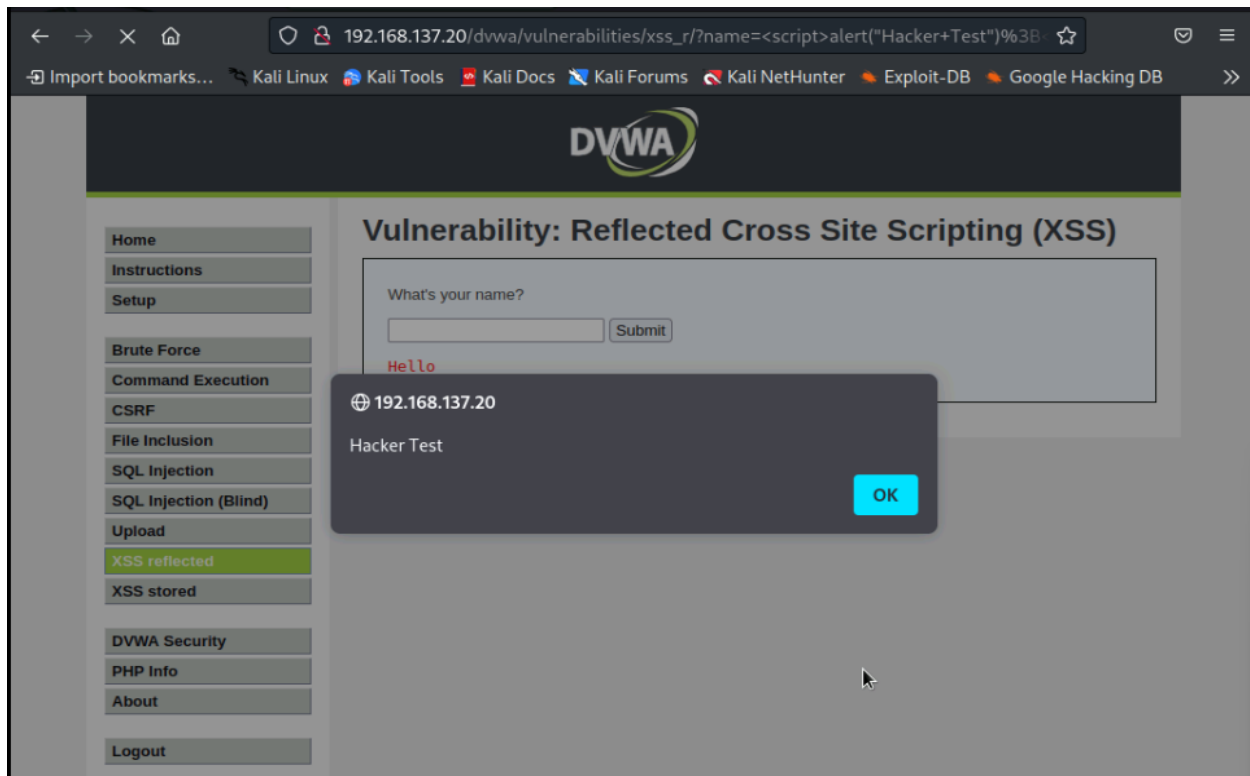 192.168.137.20/dvwa/vulnerabilities/xss_r/?name=<script>alert("Hacker+Test")%3B<
Import bookmarks... Kali Linux Kali Tools Kali Docs Kali Forums Kali NetHunter Exploit-DB Google Hacking DB
DVWA
Vulnerability: Reflected Cross Site Scripting (XSS)
Home
Instructions
Setup
Brute Force
Command Execution
CSRF
File Inclusion
SQL Injection
SQL Injection (Blind)
Upload
XSS reflected
XSS stored
DVWA Security
PHP Info
About
Logout
What's your name?
Submit
Hello
192.168.137.20
Hacker Test
OK